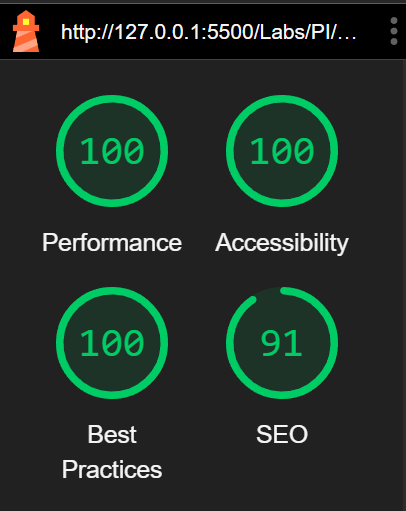 http://127.0.0.1:5500/Labs/PI/...
100
100
Performance
Accessibility
100
91
Best
Practices
SEO